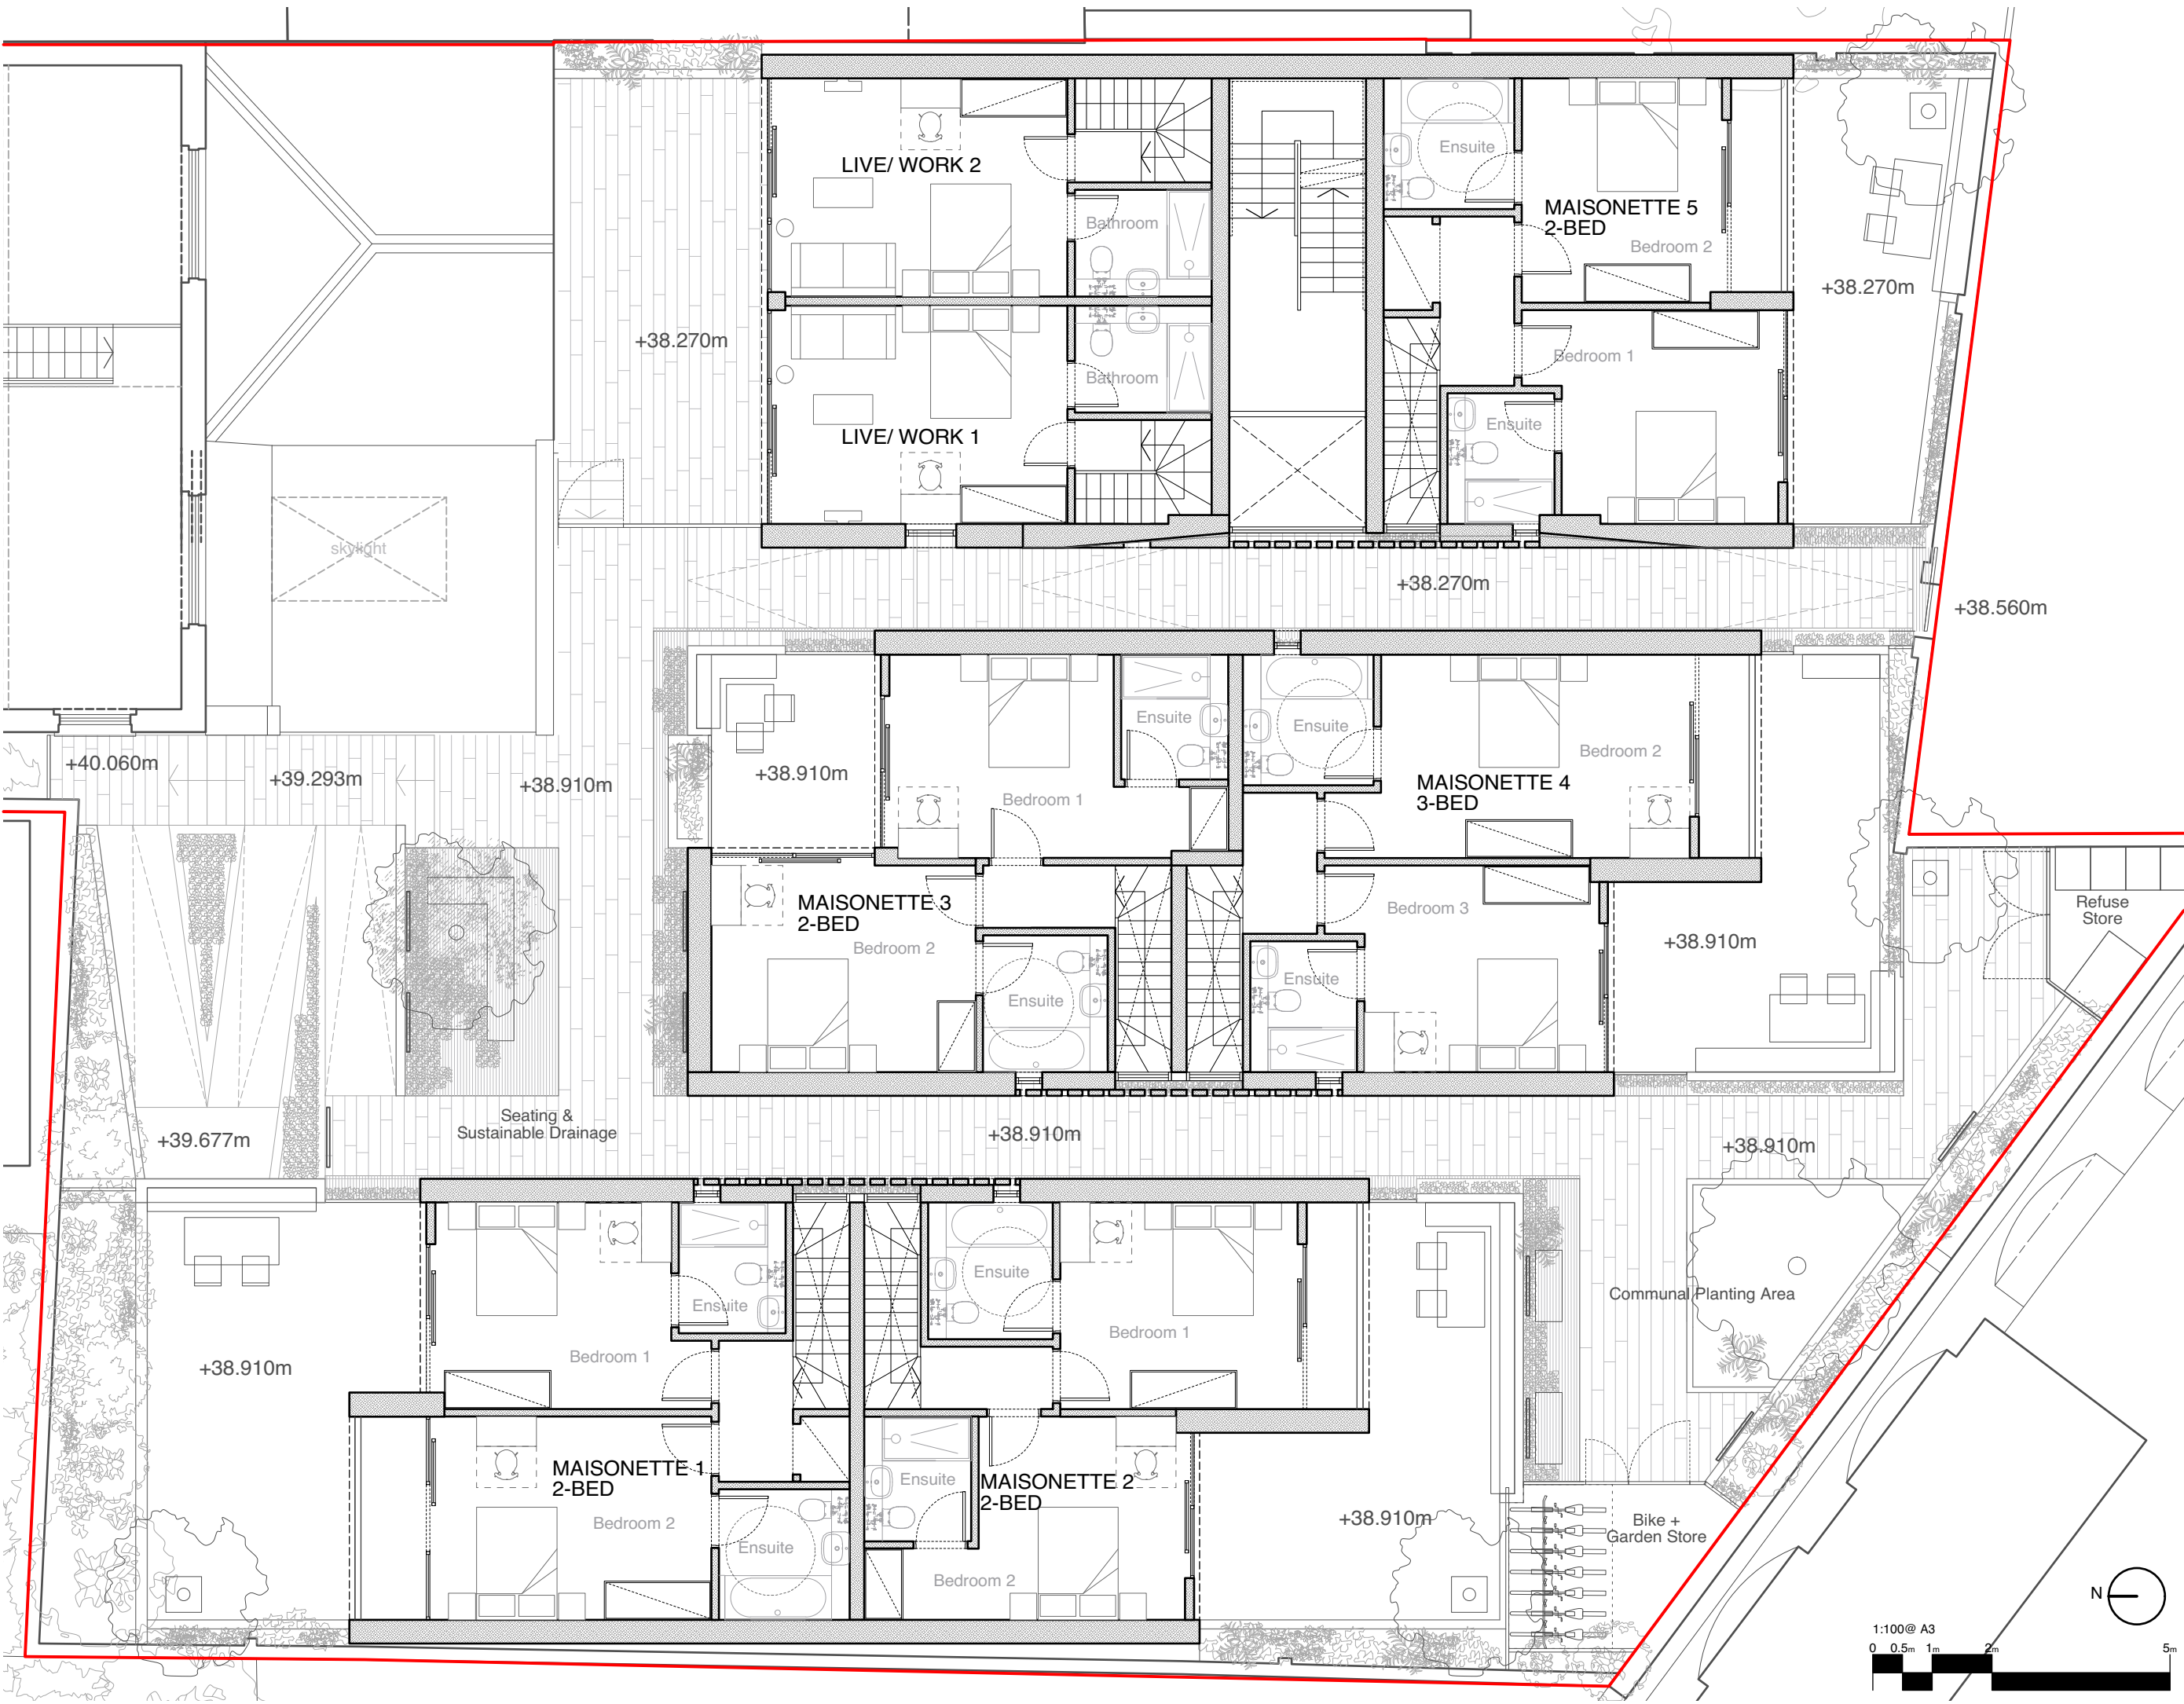 LIVE/ WORK 2
Bathroom
Bathroom
LIVE/ WORK 1
+38.270m
Ensuite
MAISONETTE 5
2-BED
Bedroom 2
Bedroom 1
Ensuite
+38.270m
skylight
+38.270m
+38.560m
+40.060m
+39.293m
+38.910m
+38.910m
Bedroom 1
Ensuite
Ensuite
Bedroom 2
MAISONETTE 4
3-BED
MAISONETTE 3
2-BED
Bedroom 2
Ensuite
Bedroom 3
Ensuite
+38.910m
Refuse
Store
Seating &
Sustainable Drainage
+39.677m
+38.910m
+38.910m
Ensuite
Bedroom 1
+38.910m
Ensuite
Bedroom 1
Communal Planting Area
MAISONETTE 1
2-BED
Bedroom 2
Ensuite
Ensuite
MAISONETTE 2
2-BED
Bedroom 2
+38.910m
Bike +
Garden Store
N
1:100@ A3
0 0.5m 1m 2m 5m